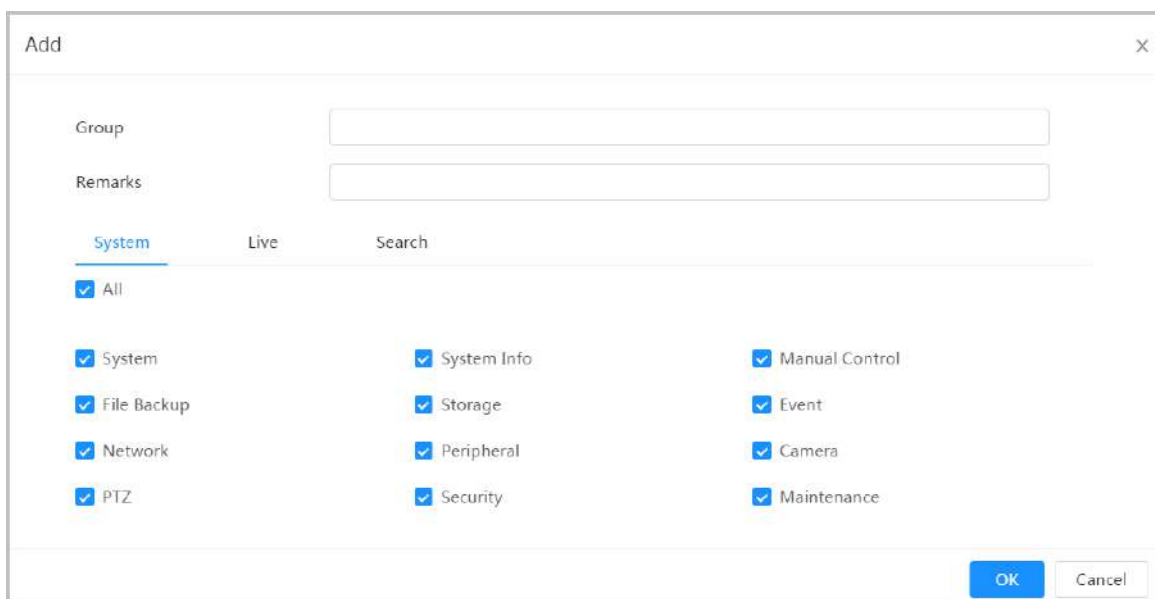 Add
Group
Remarks
System Live Search
All
System System Info Manual Control
File Backup Storage Event
Network Peripheral Camera
PTZ Security Maintenance
OK Cancel